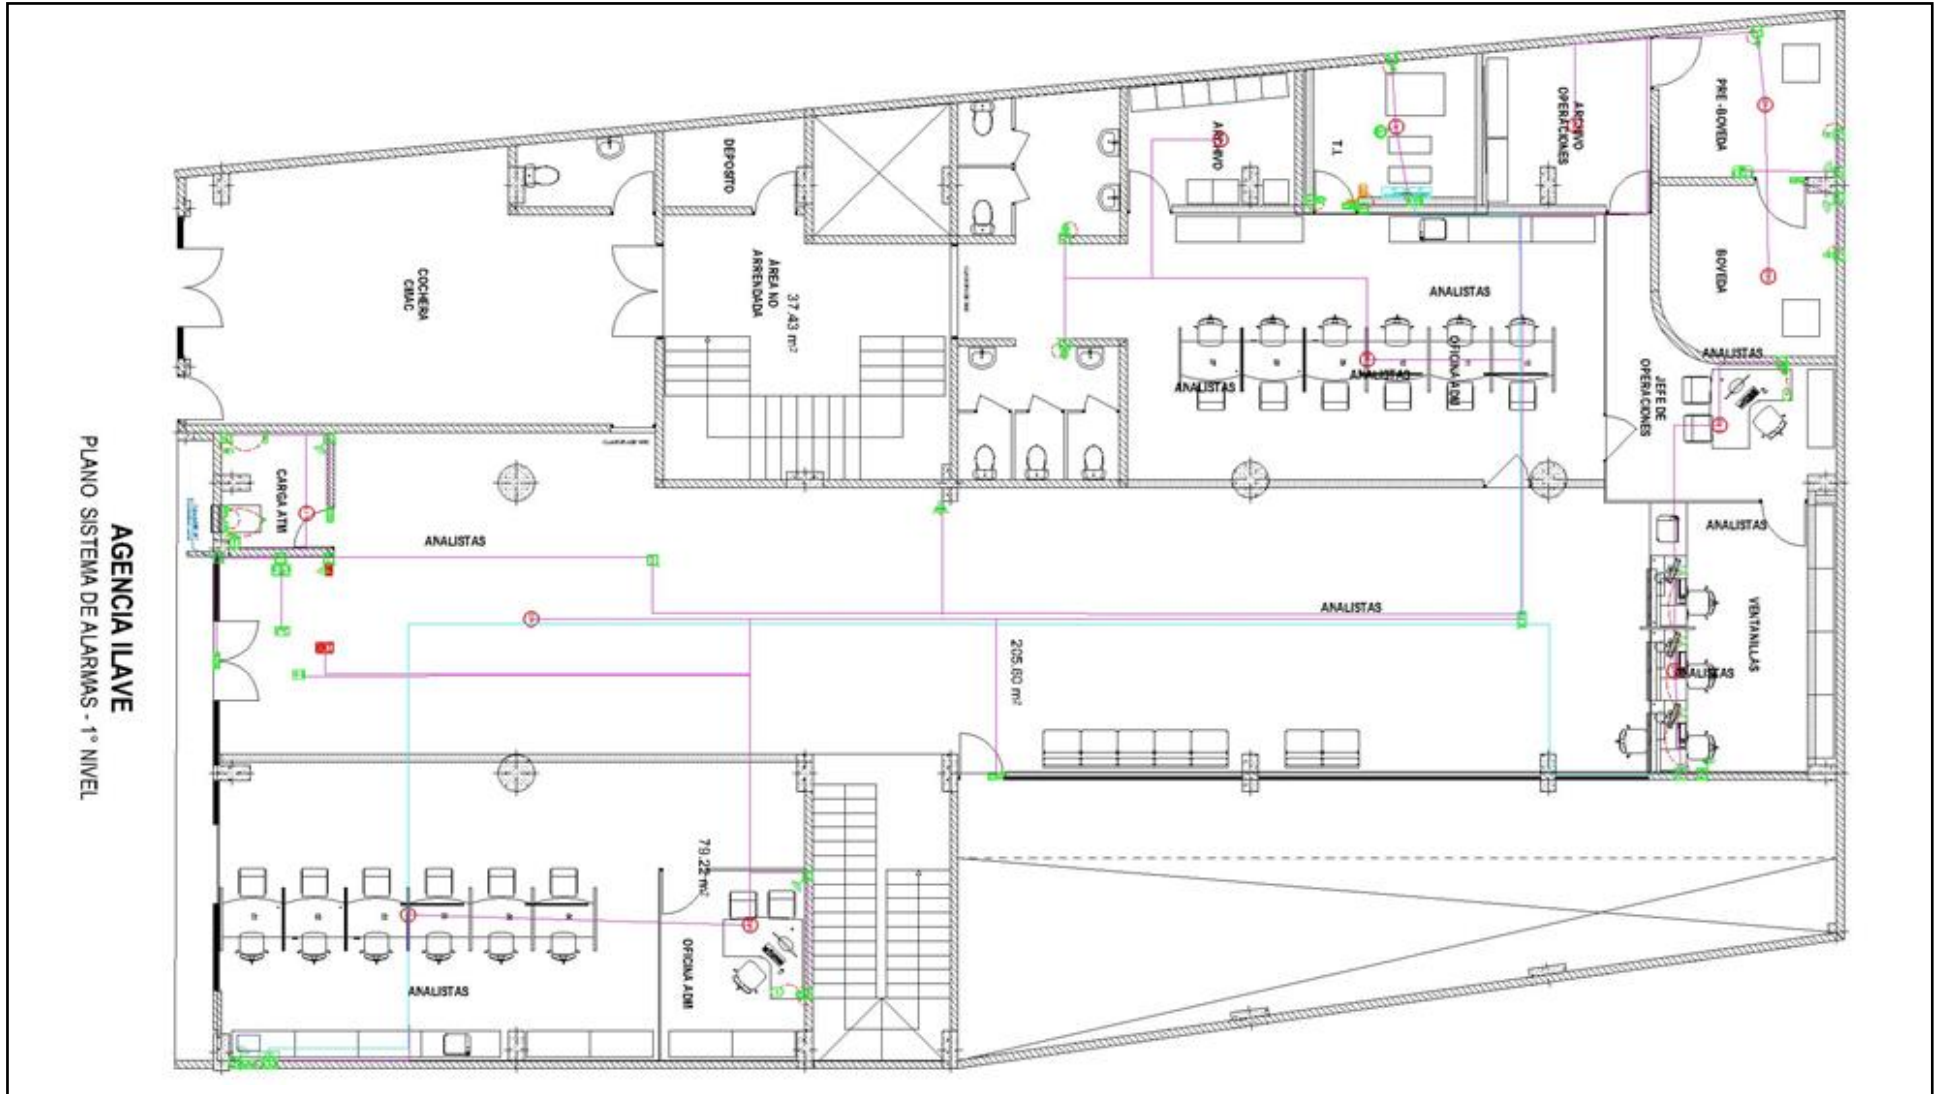 AGENCIA ILAVE
PLANO SISTEMA DE ALARMAS - 1° NIVEL
COCHERA
CMAC
DEPOSITO
ÁREA NO
ARRENDADA
37.43 m²
ARCHIVO
T.I.
ARCHIVO
OPERACIONES
PRE-BOVEDA
BOVEDA
ANALISTAS
ANALISTAS
ANALISTAS
OFICINA ADM
ANALISTAS
JEFE DE
OPERACIONES
CARGA ATM
ANALISTAS
ANALISTAS
ANALISTAS
VENTANILLAS
ANALISTAS
205.60 m²
79.22 m²
OFICINA ADM
ANALISTAS